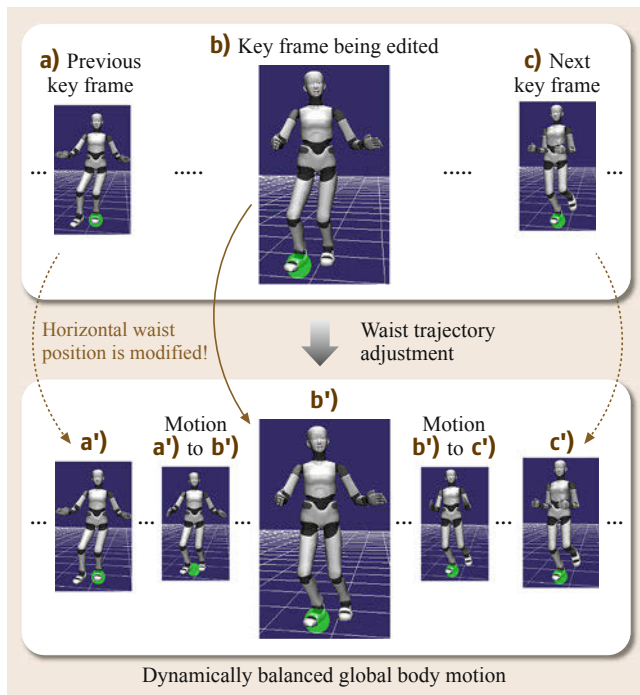 b) Key frame being edited
a) Previous
key frame
c) Next
key frame
... ..... ..... ...
Horizontal waist
position is modified!
Waist trajectory
adjustment
b')
Motion
a') to b')
Motion
b') to c')
a')
c')
... ... ... ... ... ...
Dynamically balanced global body motion